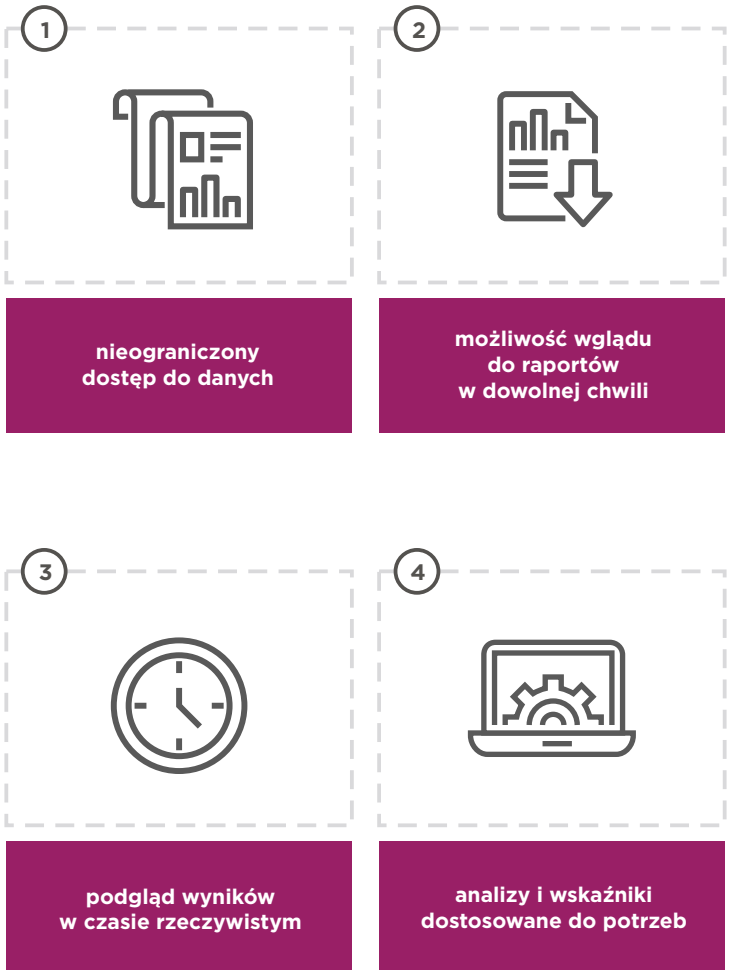 1
nieograniczony
dostęp do danych
2
możliwość wglądu
do raportów
w dowolnej chwili
3
podgląd wyników
w czasie rzeczywistym
4
analizy i wskaźniki
dostosowane do potrzeb